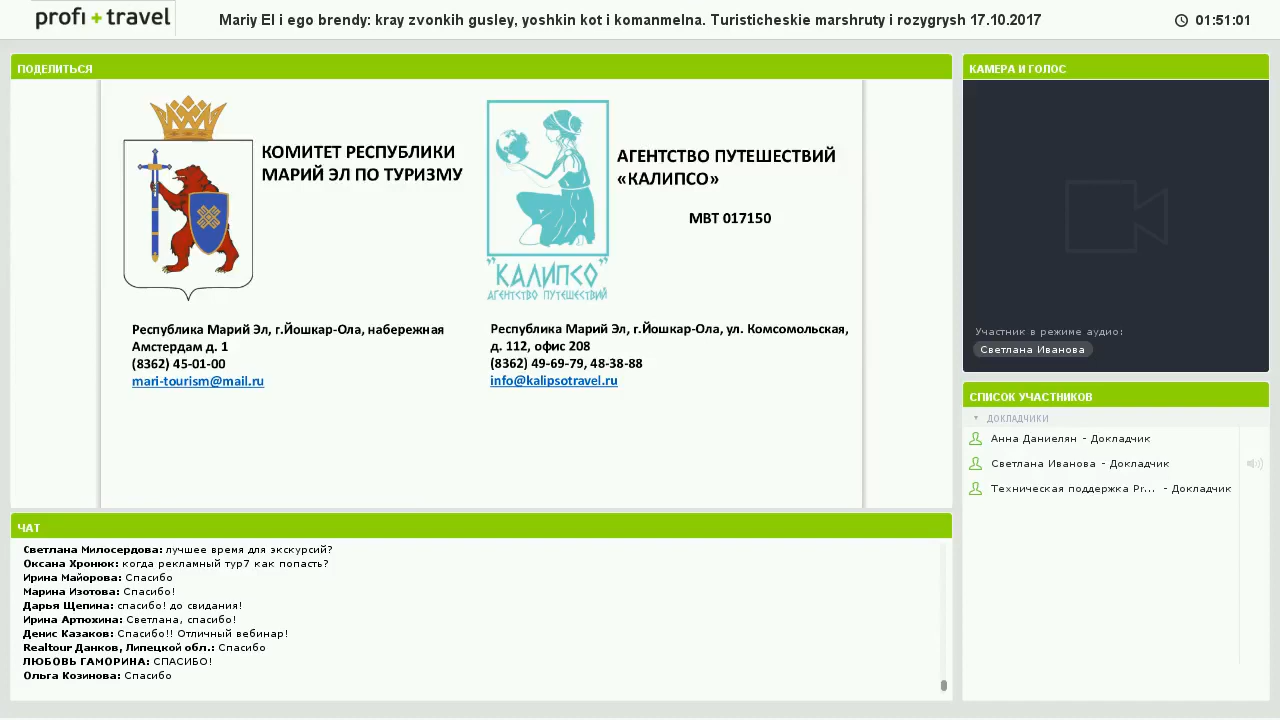 profi + travel
Mariy El i ego brendy: kray zvonkih gusley, yoshkin kot i komanmelna. Turisticheskie marshruty i rozygrysh 17.10.2017
01:51:01
ПОДЕЛИТЬСЯ
КОМИТЕТ РЕСПУБЛИКИ
МАРИЙ ЭЛ ПО ТУРИЗМУ
Республика Марий Эл, г.Йошкар-Ола, набережная
Амстердам д. 1
(8362) 45-01-00
mari-tourism@mail.ru
АГЕНТСТВО ПУТЕШЕСТВИЙ
«КАЛИПСО»
МВТ 017150
"КАЛИПСО"
АГЕНТСТВО ПУТЕШЕСТВИЙ
Республика Марий Эл, г.Йошкар-Ола, ул. Комсомольская,
д. 112, офис 208
(8362) 49-69-79, 48-38-88
info@kalipsotravel.ru
КАМЕРА И ГОЛОС
Участник в режиме аудио:
Светлана Иванова
СПИСОК УЧАСТНИКОВ
ДОКЛАДЧИКИ
Анна Даниелян - Докладчик
Светлана Иванова - Докладчик
Техническая поддержка Pr... - Докладчик
ЧАТ
Светлана Милосердова: лучшее время для экскурсий?
Оксана Хронюк: когда рекламный тур7 как попасть?
Ирина Майорова: Спасибо
Марина Изотова: Спасибо!
Дарья Щепина: спасибо! до свидания!
Ирина Артюхина: Светлана, спасибо!
Денис Казаков: Спасибо!! Отличный вебинар!
Realtour Данков, Липецкой обл.: Спасибо
ЛЮБОВЬ ГАМОРИНА: СПАСИБО!
Ольга Козинова: Спасибо